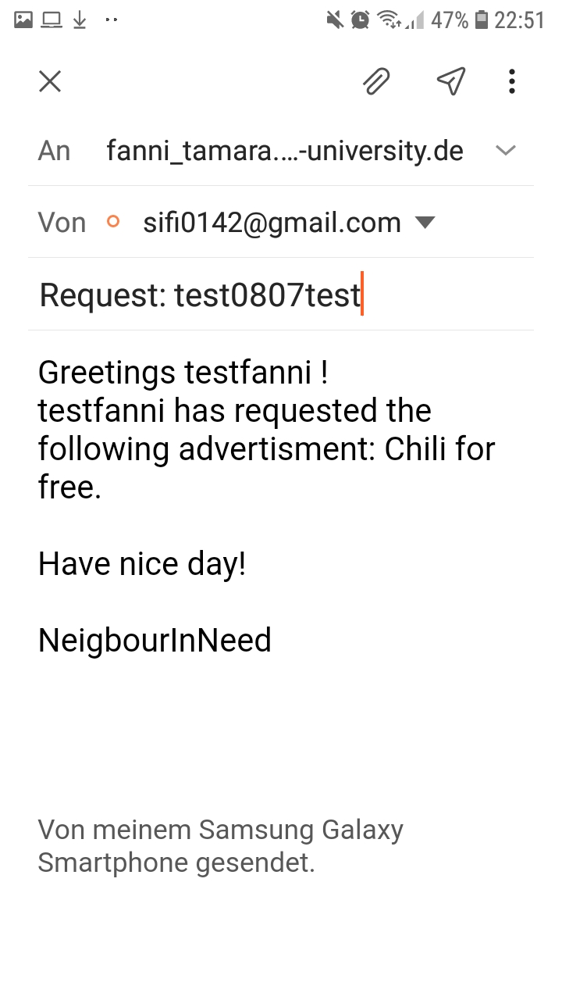 47% 22:51
An fanni_tamara....-university.de
Von sifi0142@gmail.com
Request: test0807test
Greetings testfanni !
testfanni has requested the
following advertisment: Chili for
free.
Have nice day!
NeigbourInNeed
Von meinem Samsung Galaxy
Smartphone gesendet.